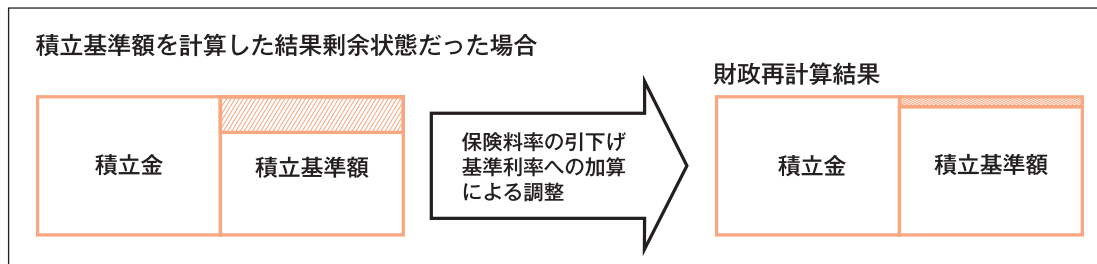 積立基準額を計算した結果剰余状態だった場合
積立金
積立基準額
保険料率の引下げ
基準利率への加算
による調整
財政再計算結果
積立金
積立基準額